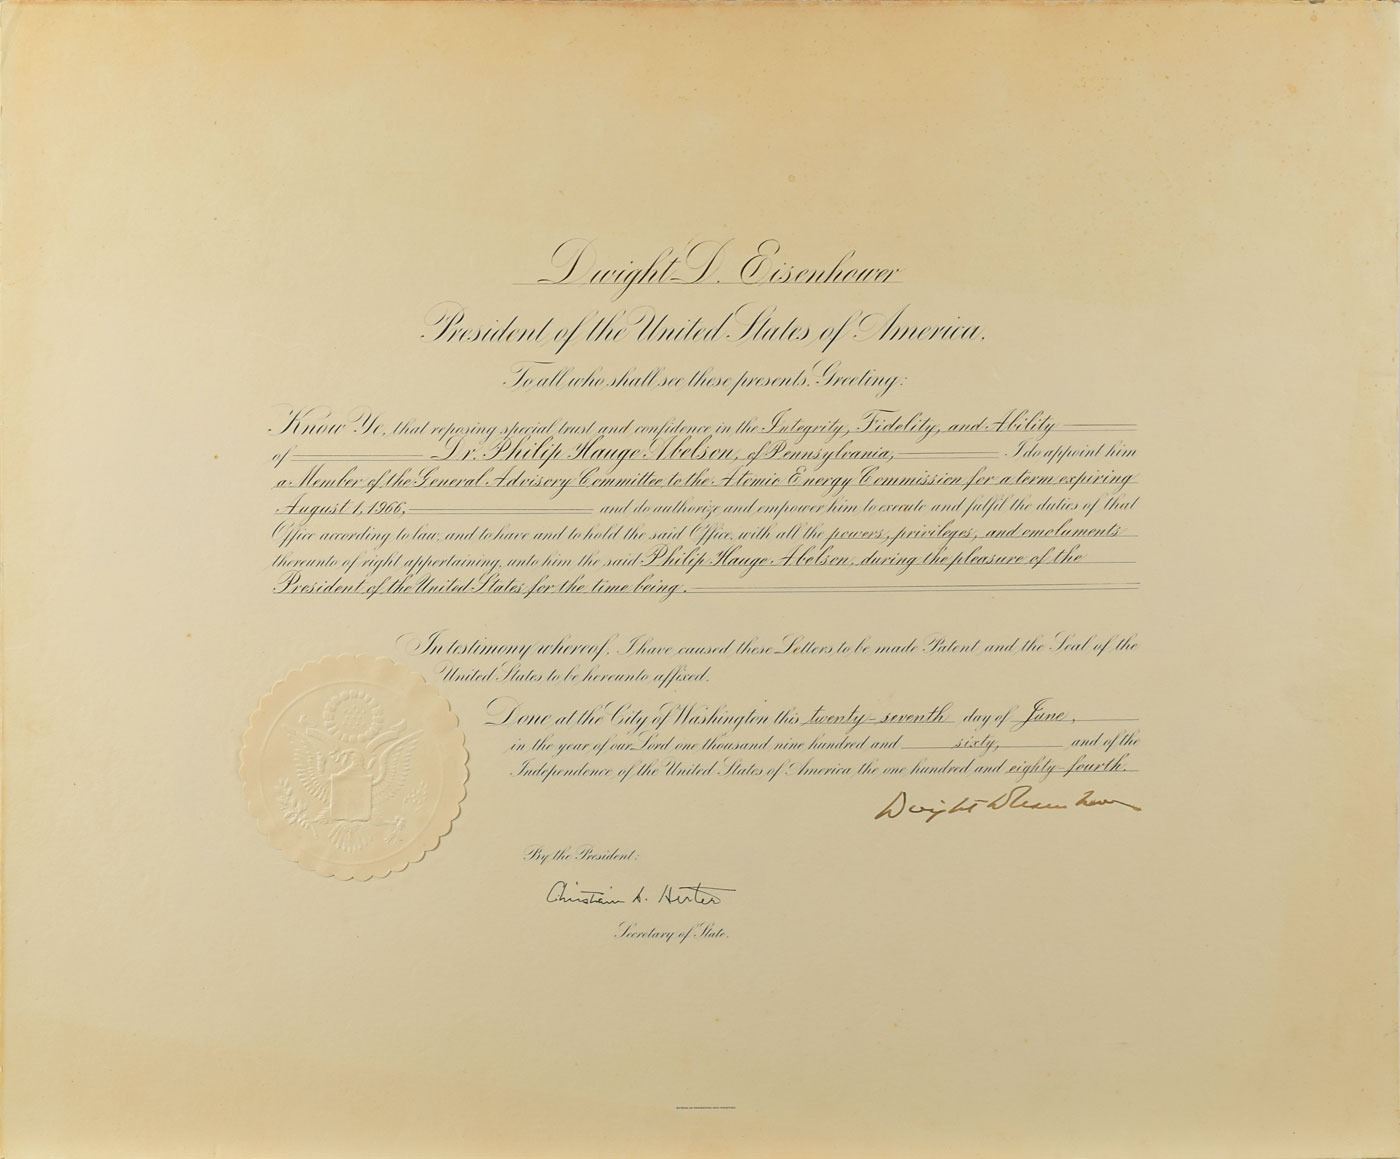 Dwight D. Eisenhower
President of the United States of America.
To all who shall see these presents, Greeting:
Know Ye, that reposing special trust and confidence in the Integrity, Fidelity, and Ability
of Dr. Philip Hauge Abelson, of Pennsylvania, I do appoint him
a Member of the General Advisory Committee to the Atomic Energy Commission for a term expiring
August 1, 1966, and do authorize and empower him to execute and fulfil the duties of that
Office according to law, and to have and to hold the said Office, with all the powers, privileges, and emoluments
thereunto of right appertaining, unto him the said Philip Hauge Abelson, during the pleasure of the
President of the United States for the time being.
In testimony whereof, I have caused these Letters to be made Patent and the Seal of the
United States to be hereunto affixed.
Done at the City of Washington this twenty-seventh day of June,
in the year of our Lord one thousand nine hundred and sixty, and of the
Independence of the United States of America the one hundred and eighty-fourth.
Dwight D Eisenhower
By the President:
Christian A. Herter
Secretary of State.